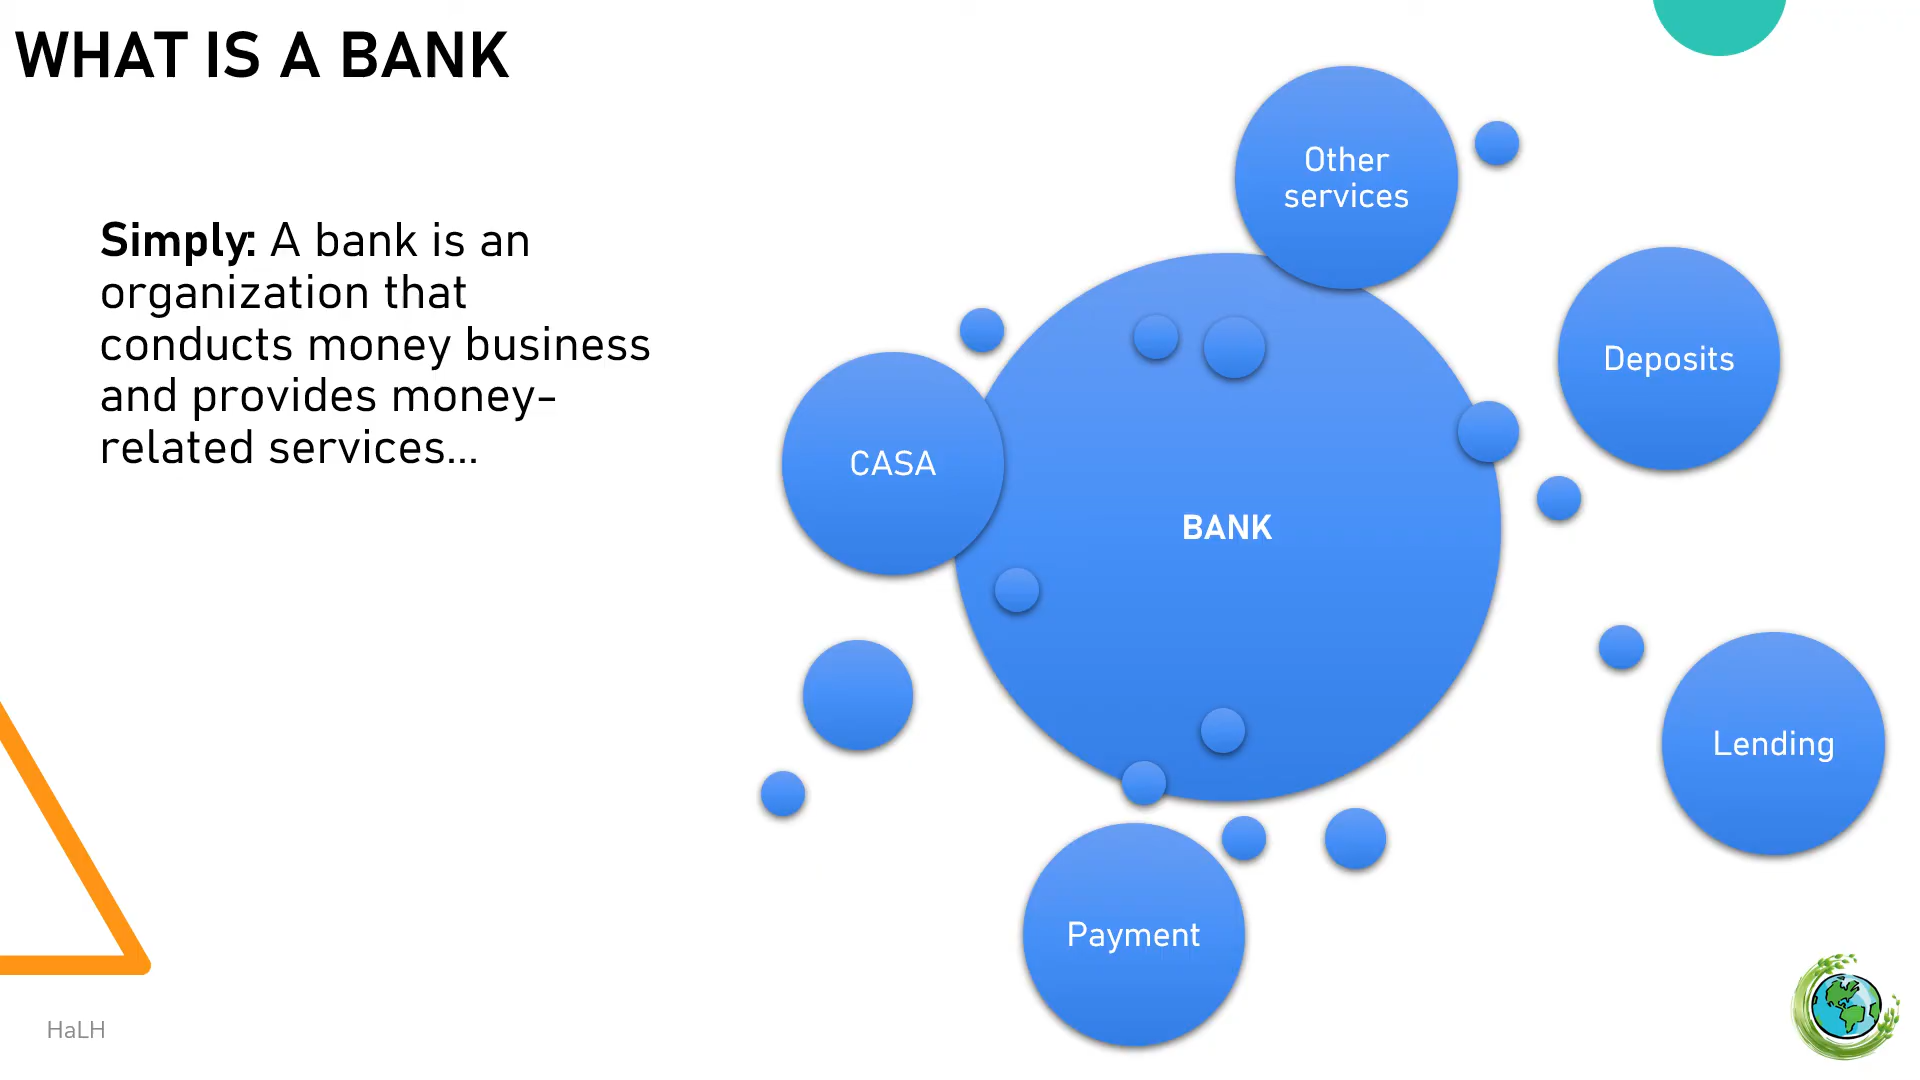 WHAT IS A BANK
Simply: A bank is an
organization that
conducts money business
and provides money-
related services...
Other
services
Deposits
CASA
BANK
Lending
Payment
HaLH